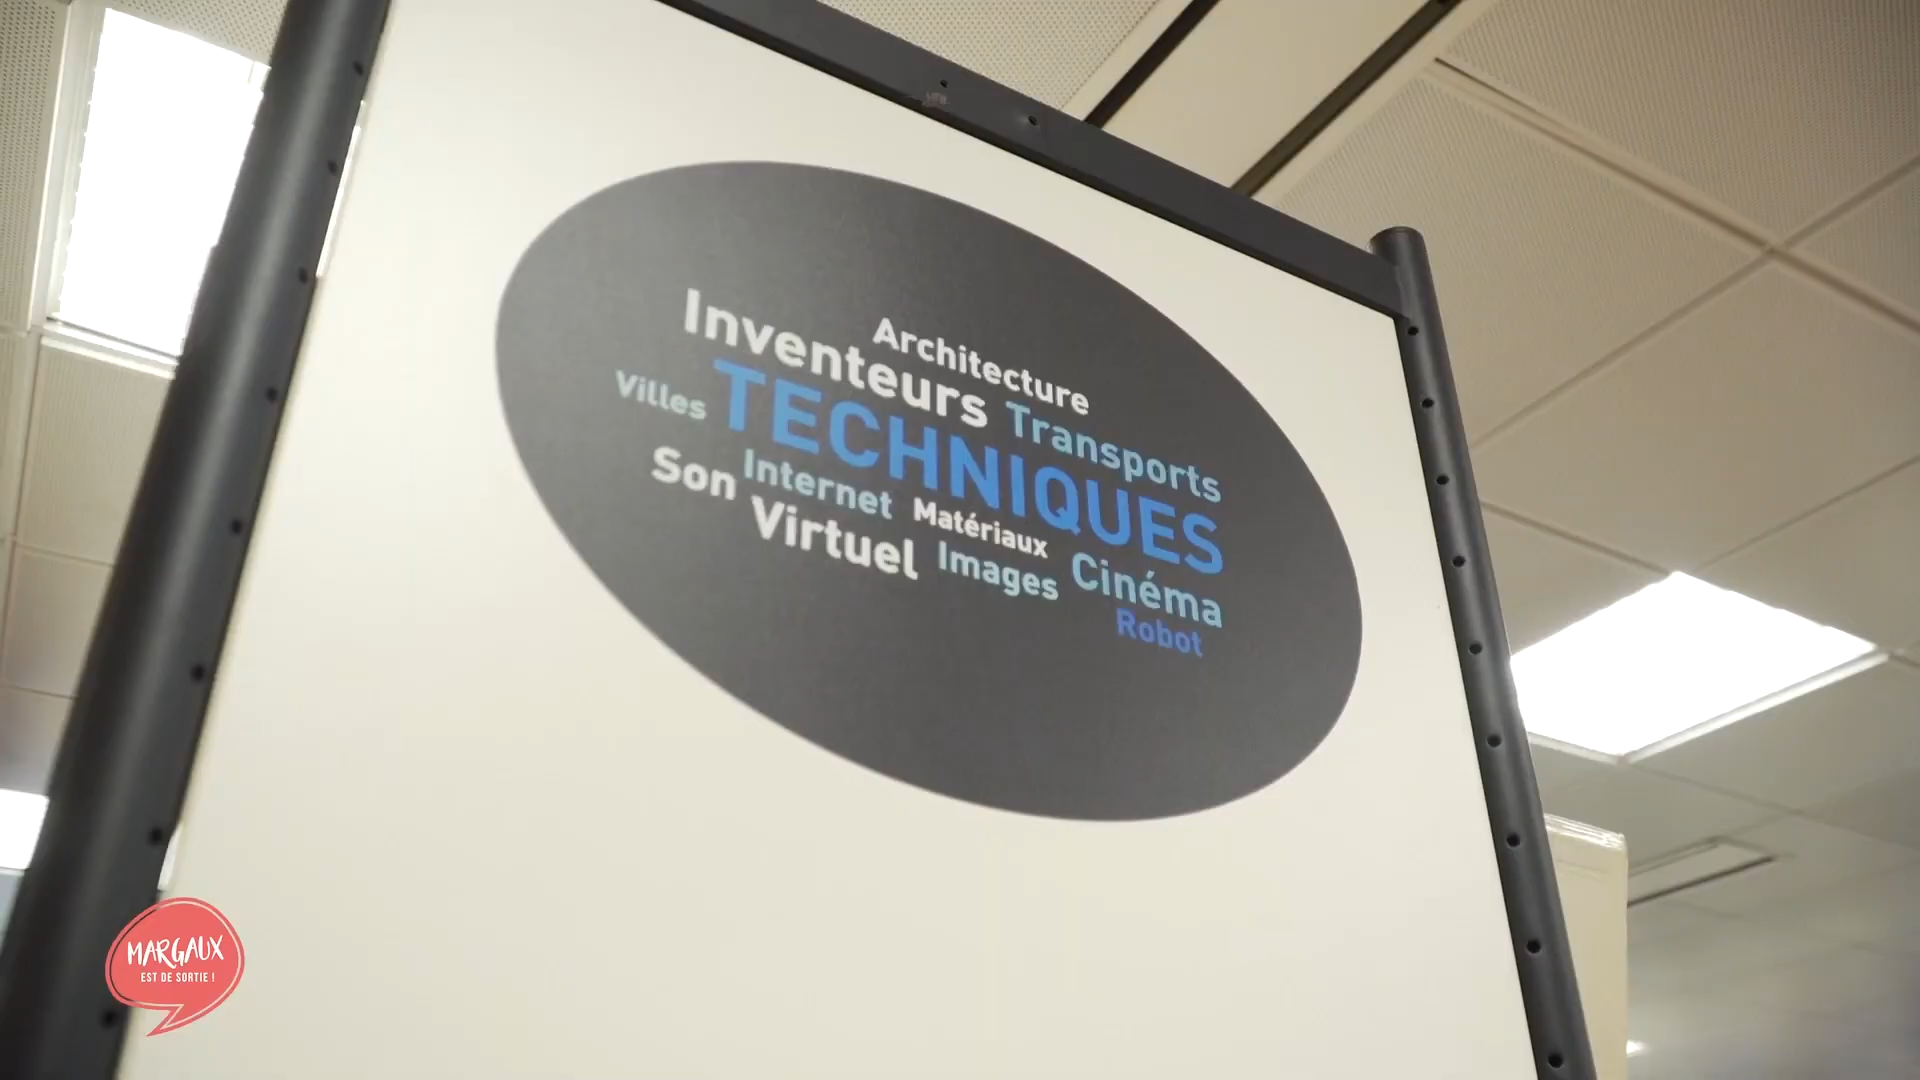 Architecture
Inventeurs Transports
Villes TECHNIQUES
Son Internet Matériaux Cinéma
Virtuel Images
Robot
MARGAUX
EST DE SORTIE !